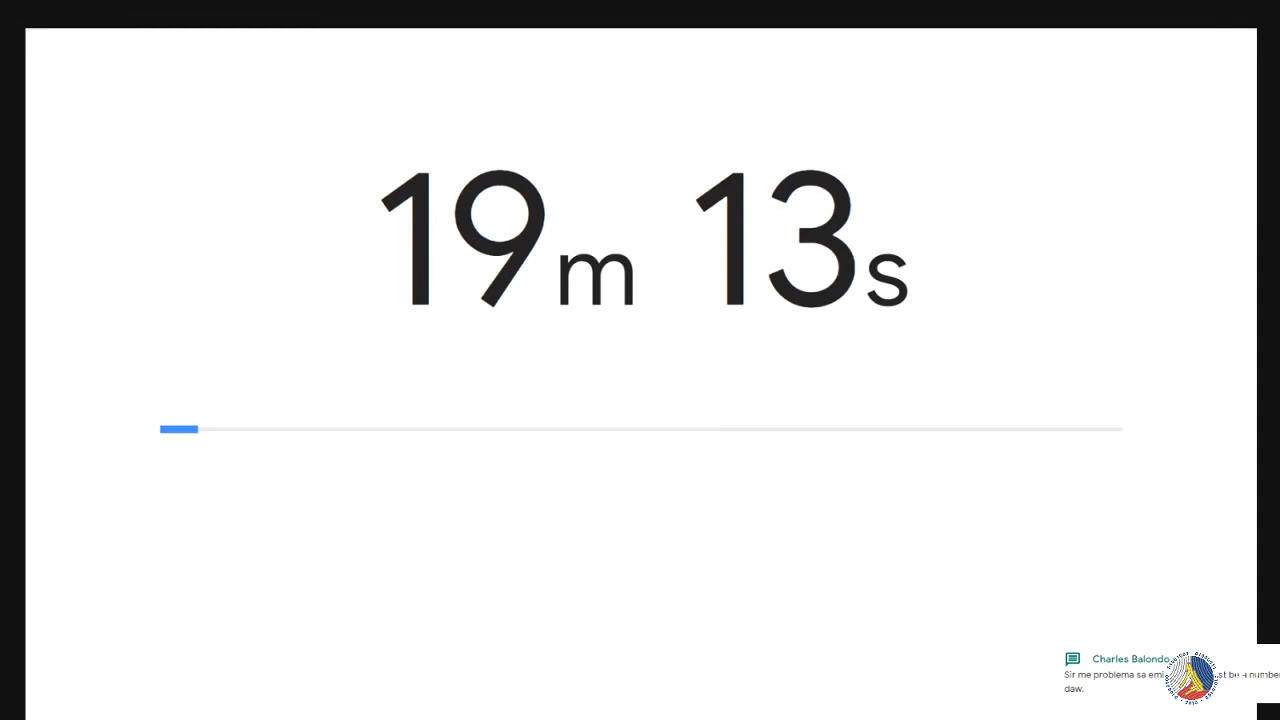 19m 13s
Charles Balondo
Sir me problema sa emi st be a number
daw.